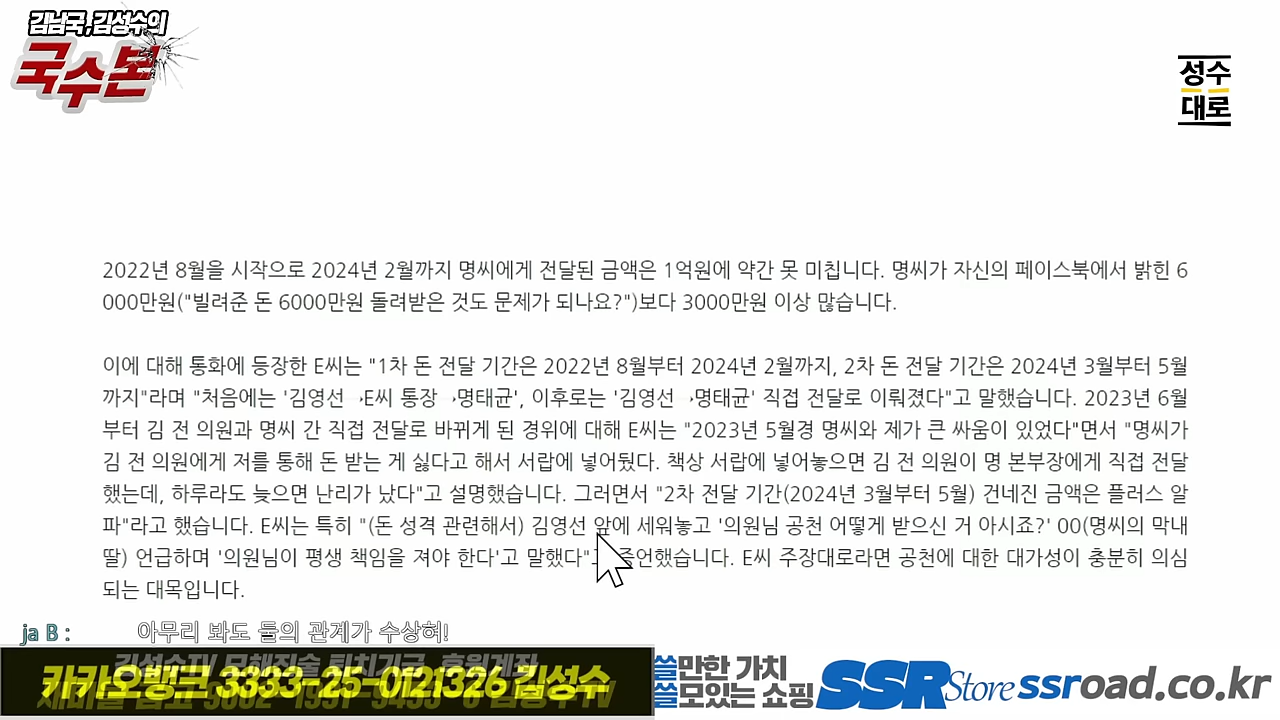 김남국,김성수의
국수본
성수
대로
2022년 8월을 시작으로 2024년 2월까지 명씨에게 전달된 금액은 1억원에 약간 못 미칩니다. 명씨가 자신의 페이스북에서 밝힌 6
000만원("빌려준 돈 6000만원 돌려받은 것도 문제가 되나요?")보다 3000만원 이상 많습니다.
이에 대해 통화에 등장한 E씨는 "1차 돈 전달 기간은 2022년 8월부터 2024년 2월까지, 2차 돈 전달 기간은 2024년 3월부터 5월
까지"라며 "처음에는 '김영선→E씨 통장→명태균', 이후로는 '김영선→명태균' 직접 전달로 이뤄졌다"고 말했습니다. 2023년 6월
부터 김 전 의원과 명씨 간 직접 전달로 바뀌게 된 경위에 대해 E씨는 "2023년 5월경 명씨와 제가 큰 싸움이 있었다"면서 "명씨가
김 전 의원에게 저를 통해 돈 받는 게 싫다고 해서 서랍에 넣어뒀다. 책상 서랍에 넣어놓으면 김 전 의원이 명 본부장에게 직접 전달
했는데, 하루라도 늦으면 난리가 났다"고 설명했습니다. 그러면서 "2차 전달 기간(2024년 3월부터 5월) 건네진 금액은 플러스 알
파"라고 했습니다. E씨는 특히 "(돈 성격 관련해서) 김영선 앞에 세워놓고 '의원님 공천 어떻게 받으신 거 아시죠?' 00(명씨의 막내
딸) 언급하며 '의원님이 평생 책임을 져야 한다'고 말했다"고 증언했습니다. E씨 주장대로라면 공천에 대한 대가성이 충분히 의심
되는 대목입니다.
ja B : 아무리 봐도 둘의 관계가 수상혀!
카카오뱅크 3333-25-0121326 김성수
쓸만한 가치
쓸모있는 쇼핑
SSR Store ssroad.co.kr